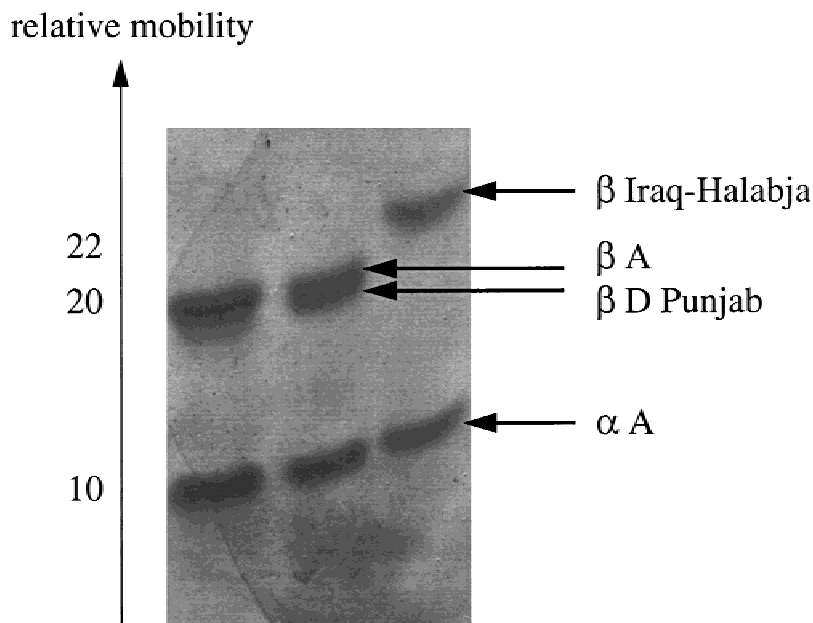 relative mobility
β Iraq-Halabja
22
β A
20
β D Punjab
α A
10